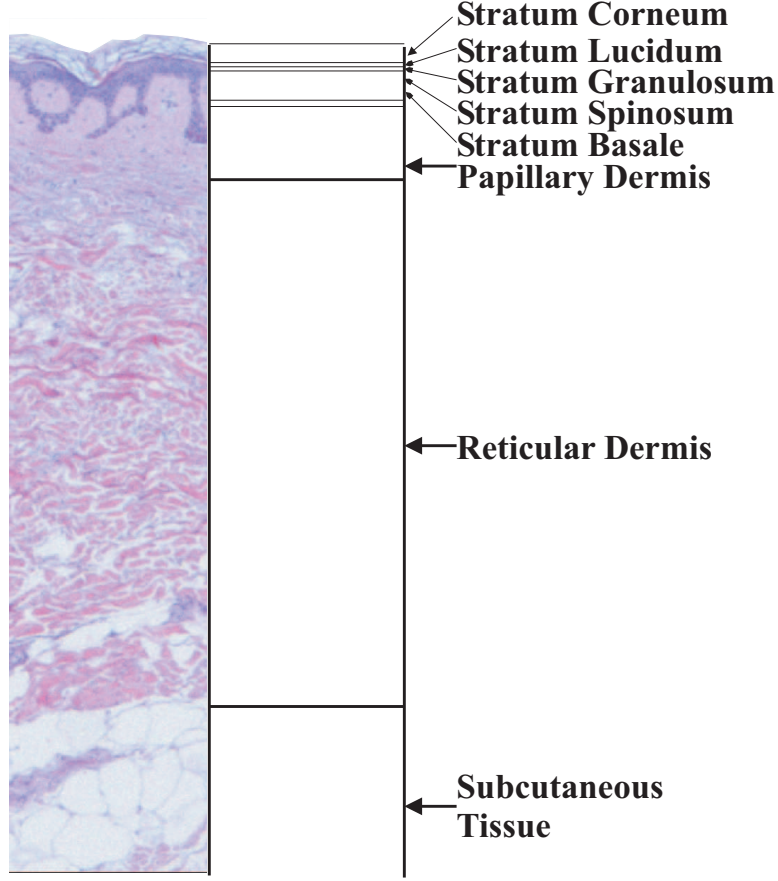 Stratum Corneum
Stratum Lucidum
Stratum Granulosum
Stratum Spinosum
Stratum Basale
Papillary Dermis
Reticular Dermis
Subcutaneous
Tissue